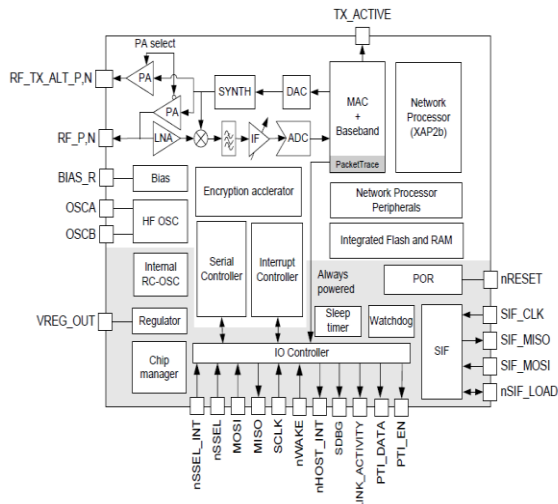 TX_ACTIVE
PA select
RF_TX_ALT_P,N
PA
SYNTH
DAC
MAC
+
Baseband
Network
Processor
(XAP2b)
PA
RF_P,N
LNA
IF
ADC
PacketTrace
BIAS_R
Bias
Encryption acclerator
Network Processor
Peripherals
OSCA
OSCB
HF OSC
Integrated Flash and RAM
Serial
Controller
Interrupt
Controller
Internal
RC-OSC
Always
powered
POR
nRESET
VREG_OUT
Regulator
Sleep
timer
Watchdog
SIF
SIF_CLK
SIF_MISO
SIF_MOSI
nSIF_LOAD
Chip
manager
IO Controller
nSSEL_INT
nSSEL
MOSI
MISO
SCLK
nWAKE
nHOST_INT
SDBG
LINK_ACTIVITY
PTI_DATA
PTI_EN